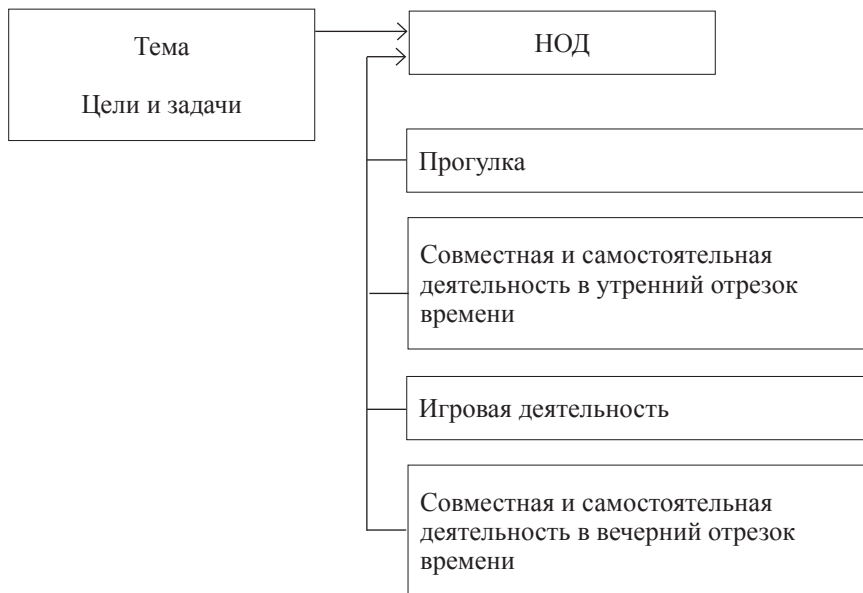 Тема
Цели и задачи
НОД
Прогулка
Совместная и самостоятельная
деятельность в утренний отрезок
времени
Игровая деятельность
Совместная и самостоятельная
деятельность в вечерний отрезок
времени